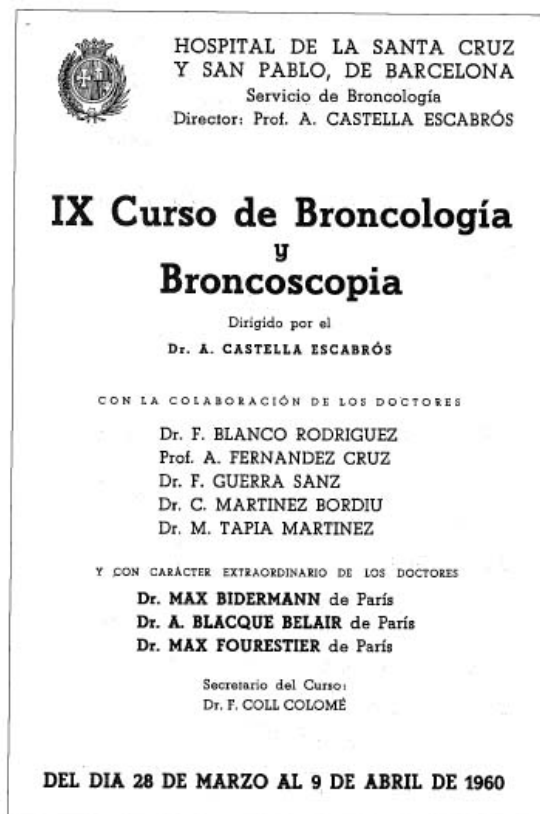 HOSPITAL DE LA SANTA CRUZ
Y SAN PABLO, DE BARCELONA
Servicio de Broncología
Director: Prof. A. CASTELLA ESCABRÓS
IX Curso de Broncología
y
Broncoscopia
Dirigido por el
Dr. A. CASTELLA ESCABRÓS
CON LA COLABORACIÓN DE LOS DOCTORES
Dr. F. BLANCO RODRIGUEZ
Prof. A. FERNANDEZ CRUZ
Dr. F. GUERRA SANZ
Dr. C. MARTINEZ BORDIU
Dr. M. TAPIA MARTINEZ
Y CON CARÁCTER EXTRAORDINARIO DE LOS DOCTORES
Dr. MAX BIDERMANN de París
Dr. A. BLACQUE BELAIR de París
Dr. MAX FOURESTIER de París
Secretario del Curso:
Dr. F. COLL COLOMÉ
DEL DIA 28 DE MARZO AL 9 DE ABRIL DE 1960